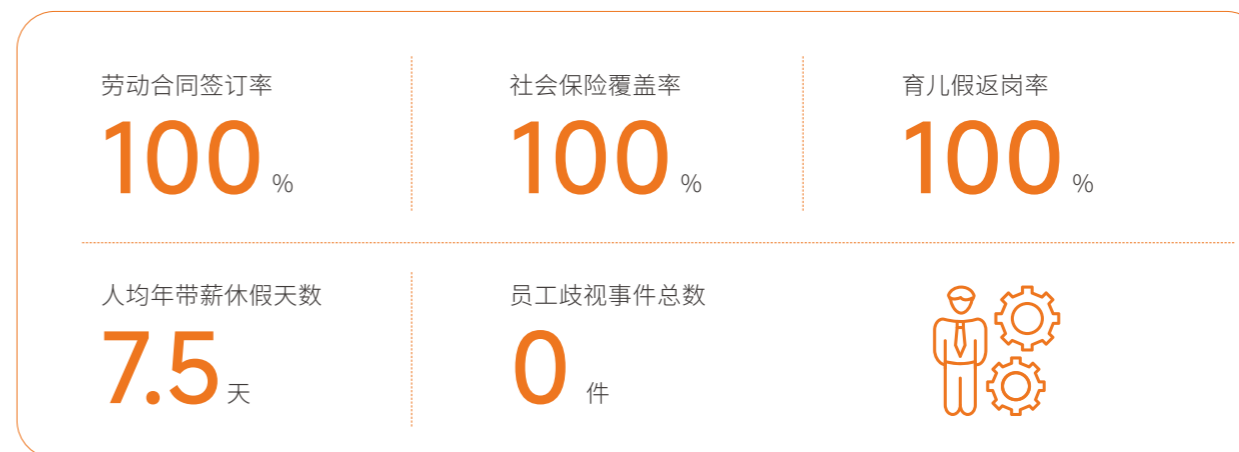 劳动合同签订率
100 %
社会保险覆盖率
100 %
育儿假返岗率
100 %
人均年带薪休假天数
7.5 天
员工歧视事件总数
0 件